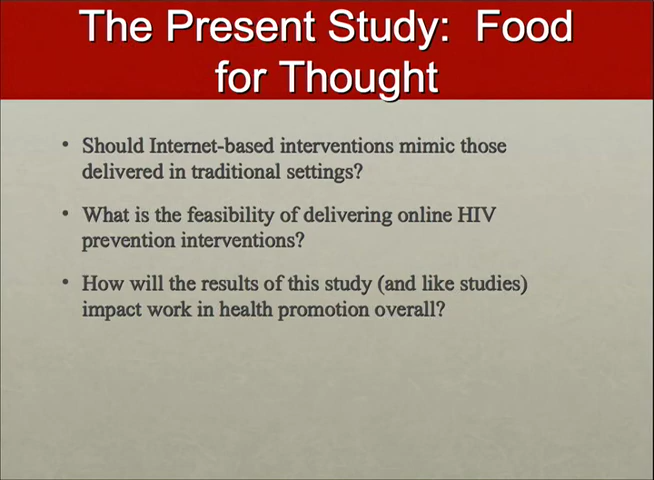 The Present Study:  Food
for Thought
• Should Internet-based interventions mimic those
delivered in traditional settings?
• What is the feasibility of delivering online HIV
prevention interventions?
• How will the results of this study (and like studies)
impact work in health promotion overall?